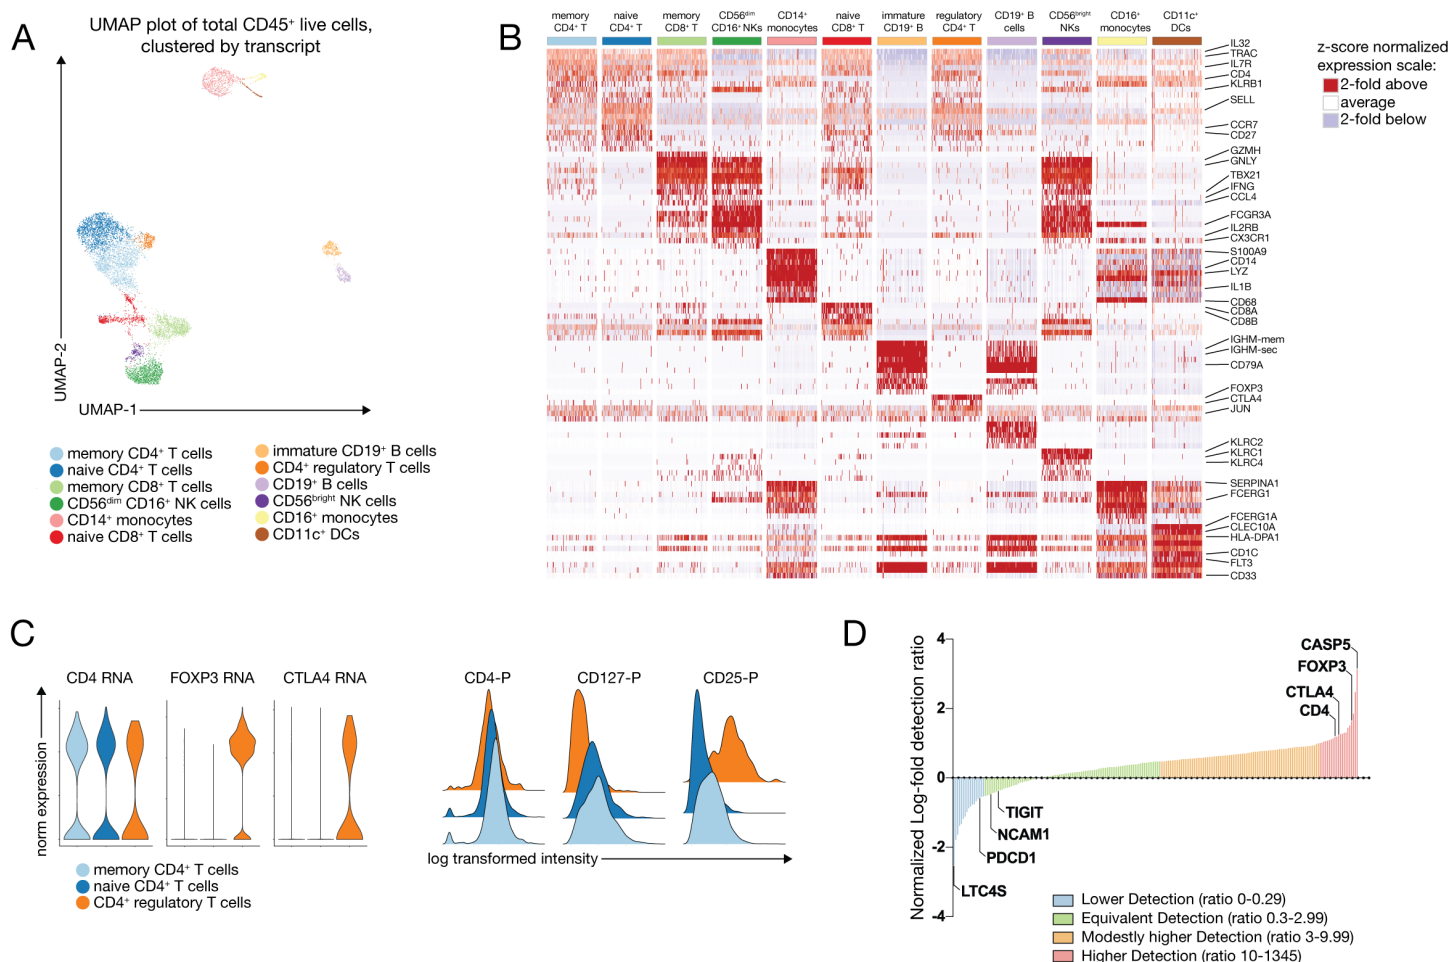 A
UMAP plot of total CD45⁺ live cells,
clustered by transcript
UMAP-2
UMAP-1
memory CD4⁺ T cells
naive CD4⁺ T cells
memory CD8⁺ T cells
CD56ᵈⁱᵐ CD16⁺ NK cells
CD14⁺ monocytes
naive CD8⁺ T cells
immature CD19⁺ B cells
CD4⁺ regulatory T cells
CD19⁺ B cells
CD56ᵇʳⁱᵍʰᵗ NK cells
CD16⁺ monocytes
CD11c⁺ DCs
B
memory
CD4⁺ T
naive
CD4⁺ T
memory
CD8⁺ T
CD56ᵈⁱᵐ
CD16⁺ NKs
CD14⁺
monocytes
naive
CD8⁺ T
immature
CD19⁺ B
regulatory
CD4⁺ T
CD19⁺ B
cells
CD56ᵇʳⁱᵍʰᵗ
NKs
CD16⁺
monocytes
CD11c⁺
DCs
IL32
TRAC
IL7R
CD4
KLRB1
SELL
CCR7
CD27
GZMH
GNLY
TBX21
IFNG
CCL4
FCGR3A
IL2RB
CX3CR1
S100A9
CD14
LYZ
IL1B
CD68
CD8A
CD8B
IGHM-mem
IGHM-sec
CD79A
FOXP3
CTLA4
JUN
KLRC2
KLRC1
KLRC4
SERPINA1
FCERG1
FCERG1A
CLEC10A
HLA-DPA1
CD1C
FLT3
CD33
z-score normalized
expression scale:
2-fold above
average
2-fold below
C
CD4 RNA
FOXP3 RNA
CTLA4 RNA
norm expression
memory CD4⁺ T cells
naive CD4⁺ T cells
CD4⁺ regulatory T cells
CD4-P
CD127-P
CD25-P
log transformed intensity
D
Normalized Log-fold detection ratio
4
2
0
-2
-4
CASP5
FOXP3
CTLA4
CD4
TIGIT
NCAM1
PDCD1
LTC4S
Lower Detection (ratio 0-0.29)
Equivalent Detection (ratio 0.3-2.99)
Modestly higher Detection (ratio 3-9.99)
Higher Detection (ratio 10-1345)